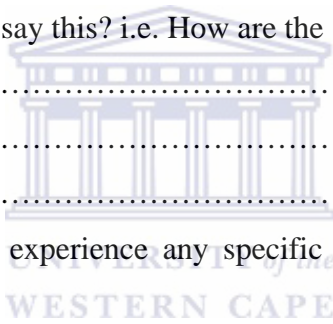 say this? i.e. How are the
……………………………
……………………………
……………………………
experience any specific
UNIVERSITY of the
WESTERN CAPE